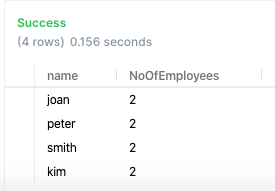 Success
(4 rows) 0.156 seconds
name NoOfEmployees
joan 2
peter 2
smith 2
kim 2